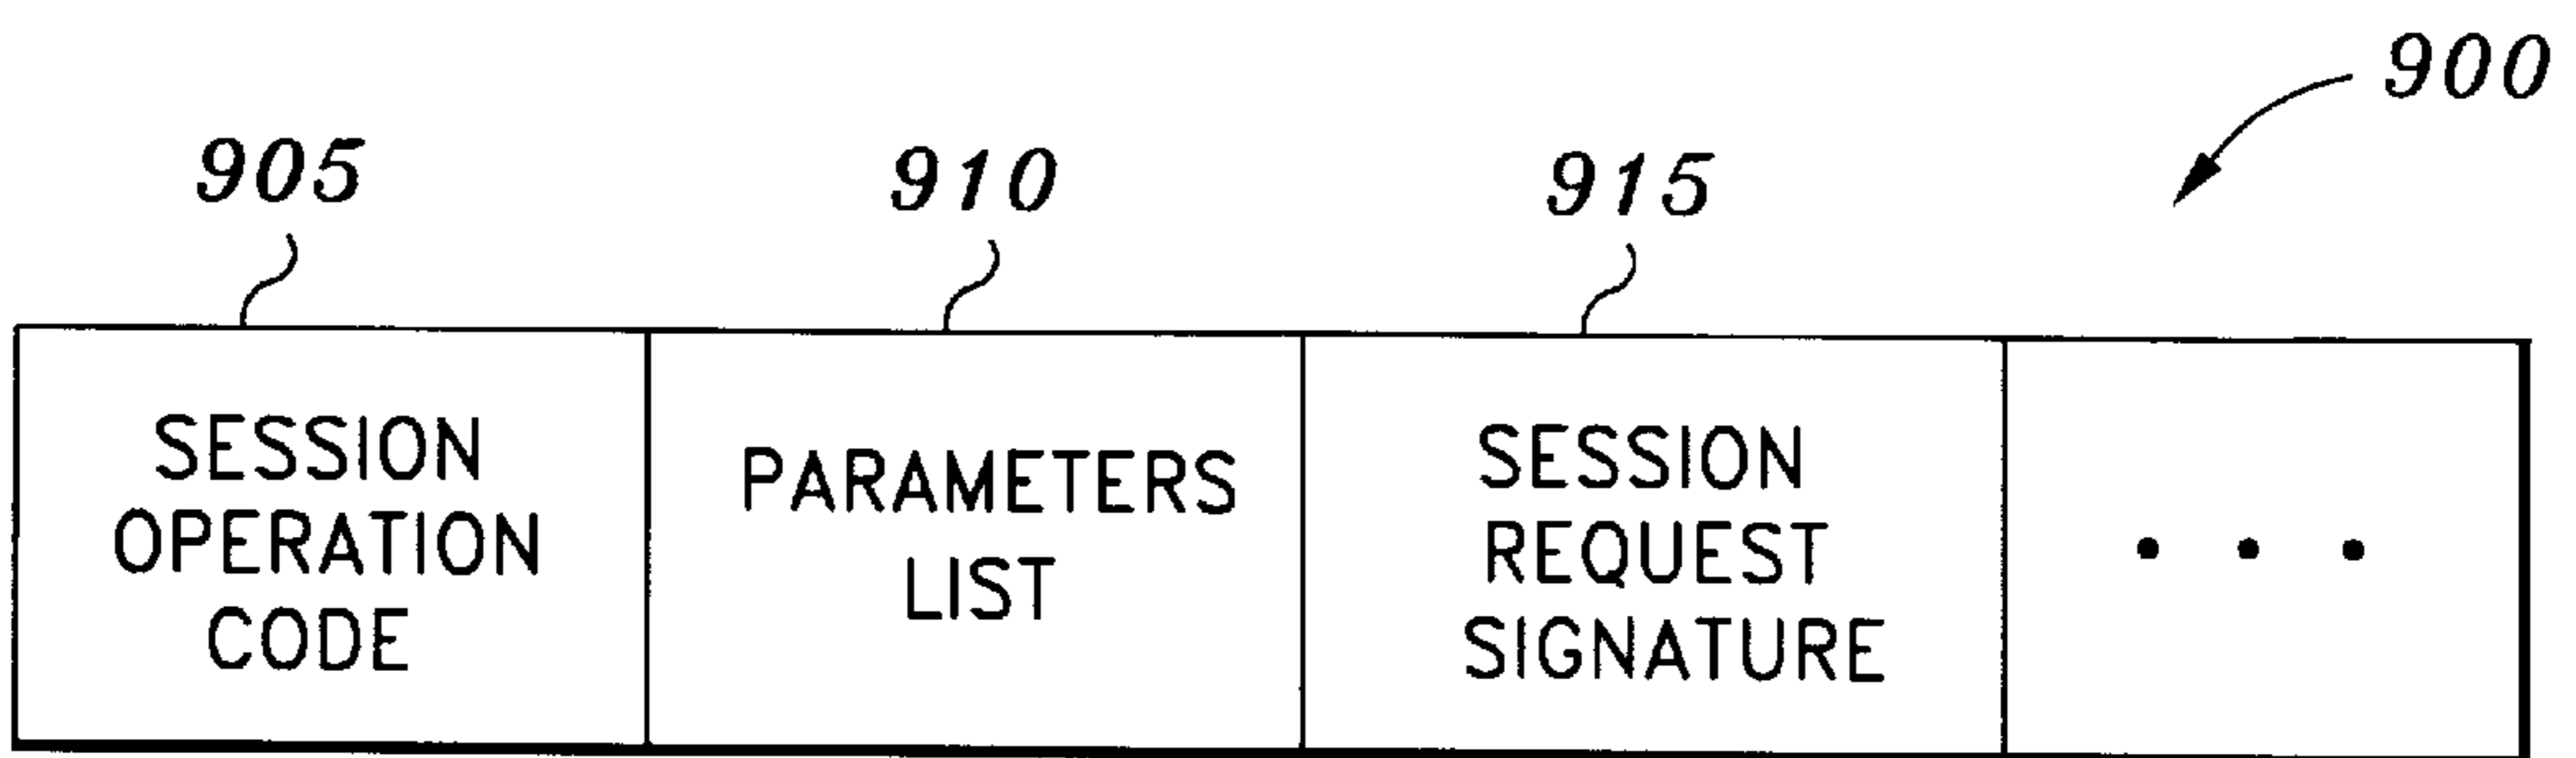 900
905
910
915
SESSION
OPERATION
CODE
PARAMETERS
LIST
SESSION
REQUEST
SIGNATURE
• • •